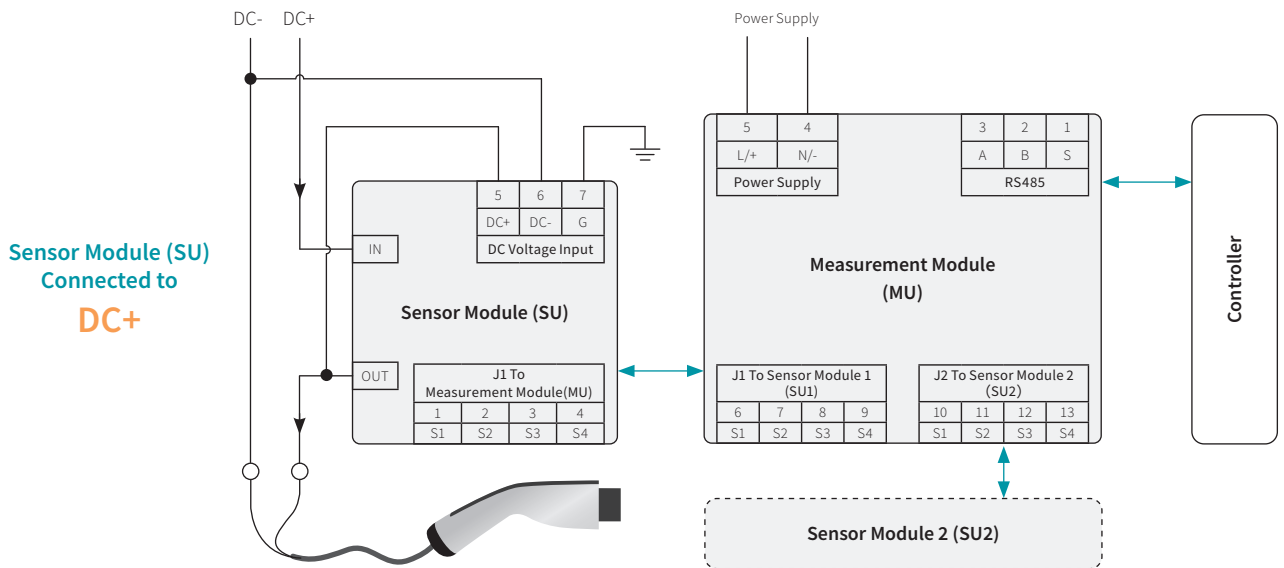 DC- DC+
Power Supply
Sensor Module (SU)
Connected to
DC+
5 6 7
DC+ DC- G
DC Voltage Input
IN
Sensor Module (SU)
OUT
J1 To
Measurement Module(MU)
1 2 3 4
S1 S2 S3 S4
5 4
L/+ N/-
Power Supply
3 2 1
A B S
RS485
Measurement Module
(MU)
J1 To Sensor Module 1
(SU1)
6 7 8 9
S1 S2 S3 S4
J2 To Sensor Module 2
(SU2)
10 11 12 13
S1 S2 S3 S4
Controller
Sensor Module 2 (SU2)